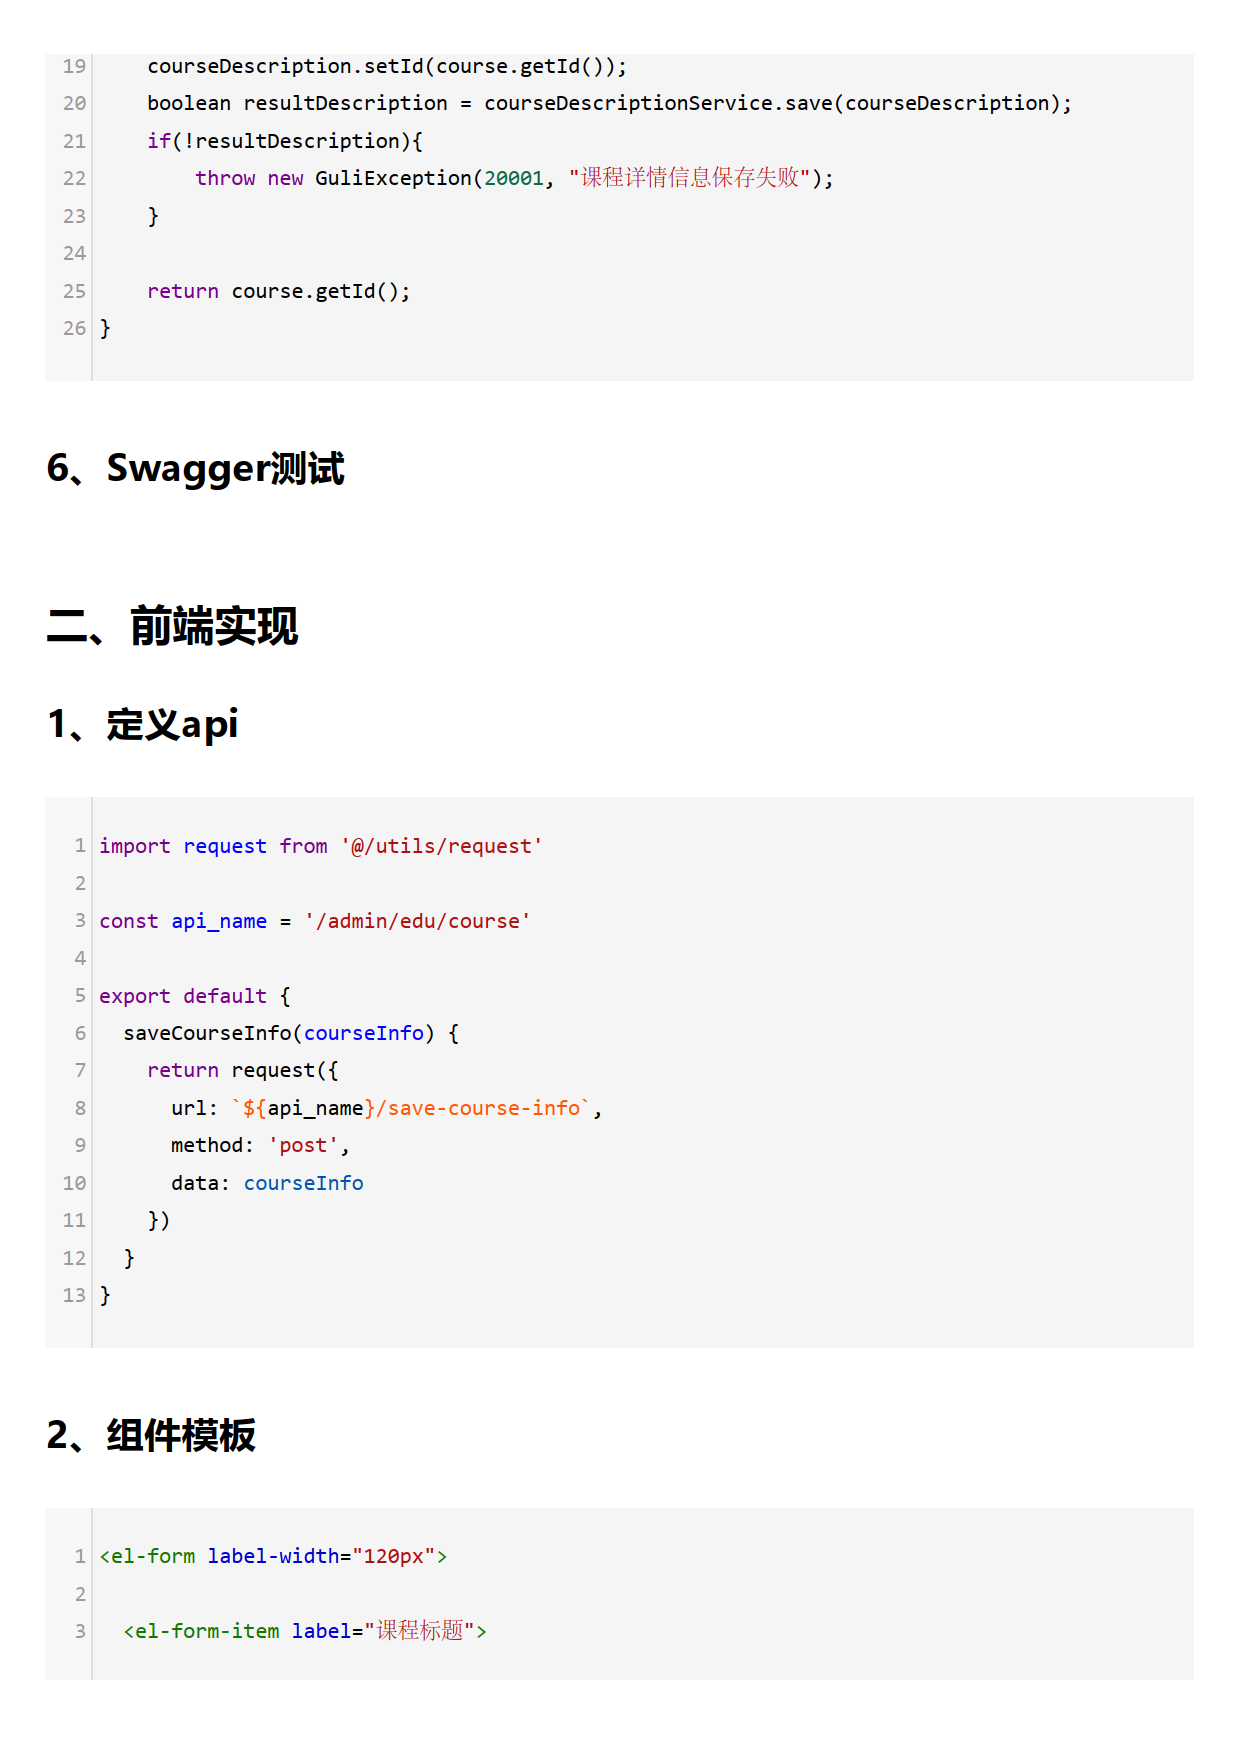 19     courseDescription.setId(course.getId());
20     boolean resultDescription = courseDescriptionService.save(courseDescription);
21     if(!resultDescription){
22         throw new GuliException(20001, "课程详情信息保存失败");
23     }
24
25     return course.getId();
26 }
6、Swagger测试
二、前端实现
1、定义api
1 import request from '@/utils/request'
2
3 const api_name = '/admin/edu/course'
4
5 export default {
6   saveCourseInfo(courseInfo) {
7     return request({
8       url: `${api_name}/save-course-info`,
9       method: 'post',
10       data: courseInfo
11     })
12   }
13 }
2、组件模板
1 <el-form label-width="120px">
2
3   <el-form-item label="课程标题">